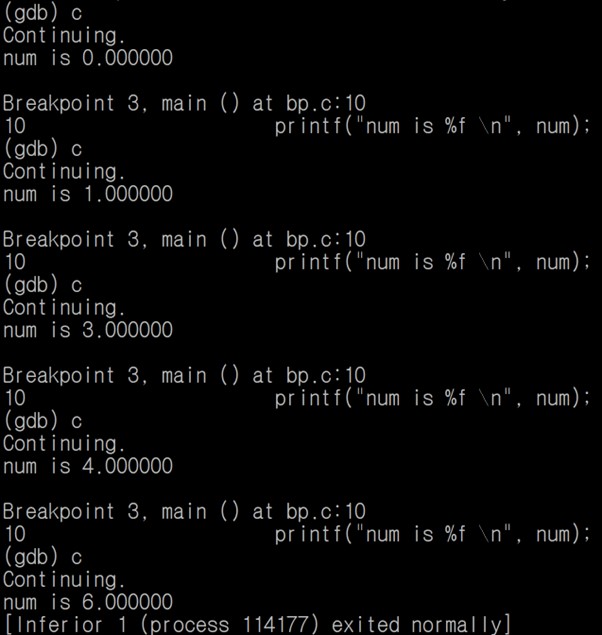 (gdb) c
Continuing.
num is 0.000000
Breakpoint 3, main () at bp.c:10
10 printf("num is %f \n", num);
(gdb) c
Continuing.
num is 1.000000
Breakpoint 3, main () at bp.c:10
10 printf("num is %f \n", num);
(gdb) c
Continuing.
num is 3.000000
Breakpoint 3, main () at bp.c:10
10 printf("num is %f \n", num);
(gdb) c
Continuing.
num is 4.000000
Breakpoint 3, main () at bp.c:10
10 printf("num is %f \n", num);
(gdb) c
Continuing.
num is 6.000000
[Inferior 1 (process 114177) exited normally]